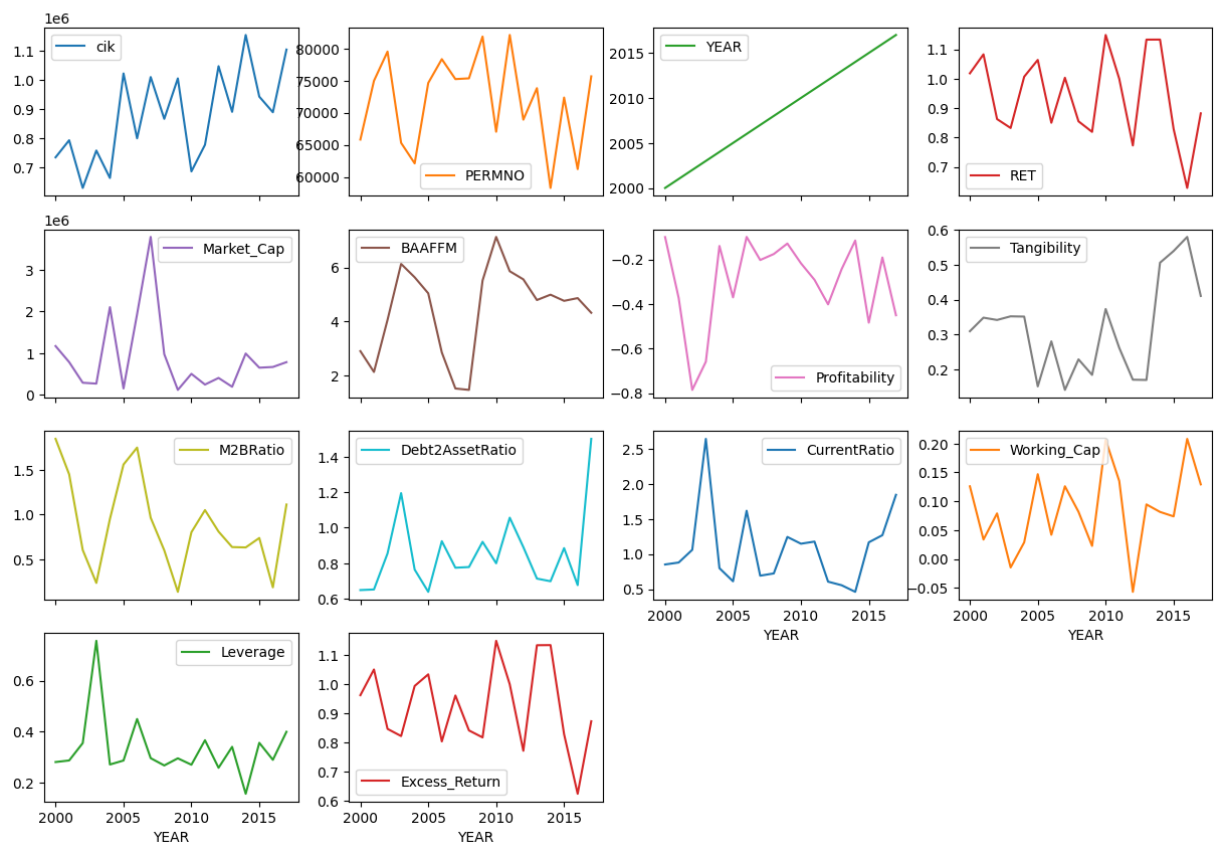 1e6
cik
1.1
1.0
0.9
0.8
0.7
80000
75000
70000
65000
60000
PERMNO
YEAR
2015
2010
2005
2000
1.1
1.0
0.9
0.8
0.7
RET
1e6
Market_Cap
3
2
1
0
BAAFFM
6
4
2
−0.2
−0.4
−0.6
−0.8
Profitability
0.6
0.5
0.4
0.3
0.2
Tangibility
M2BRatio
1.5
1.0
0.5
Debt2AssetRatio
1.4
1.2
1.0
0.8
0.6
CurrentRatio
2.5
2.0
1.5
1.0
0.5
2000 2005 2010 2015
YEAR
Working_Cap
0.20
0.15
0.10
0.05
0.00
−0.05
2000 2005 2010 2015
YEAR
Leverage
0.6
0.4
0.2
2000 2005 2010 2015
YEAR
1.1
1.0
0.9
0.8
0.7
0.6
Excess_Return
2000 2005 2010 2015
YEAR